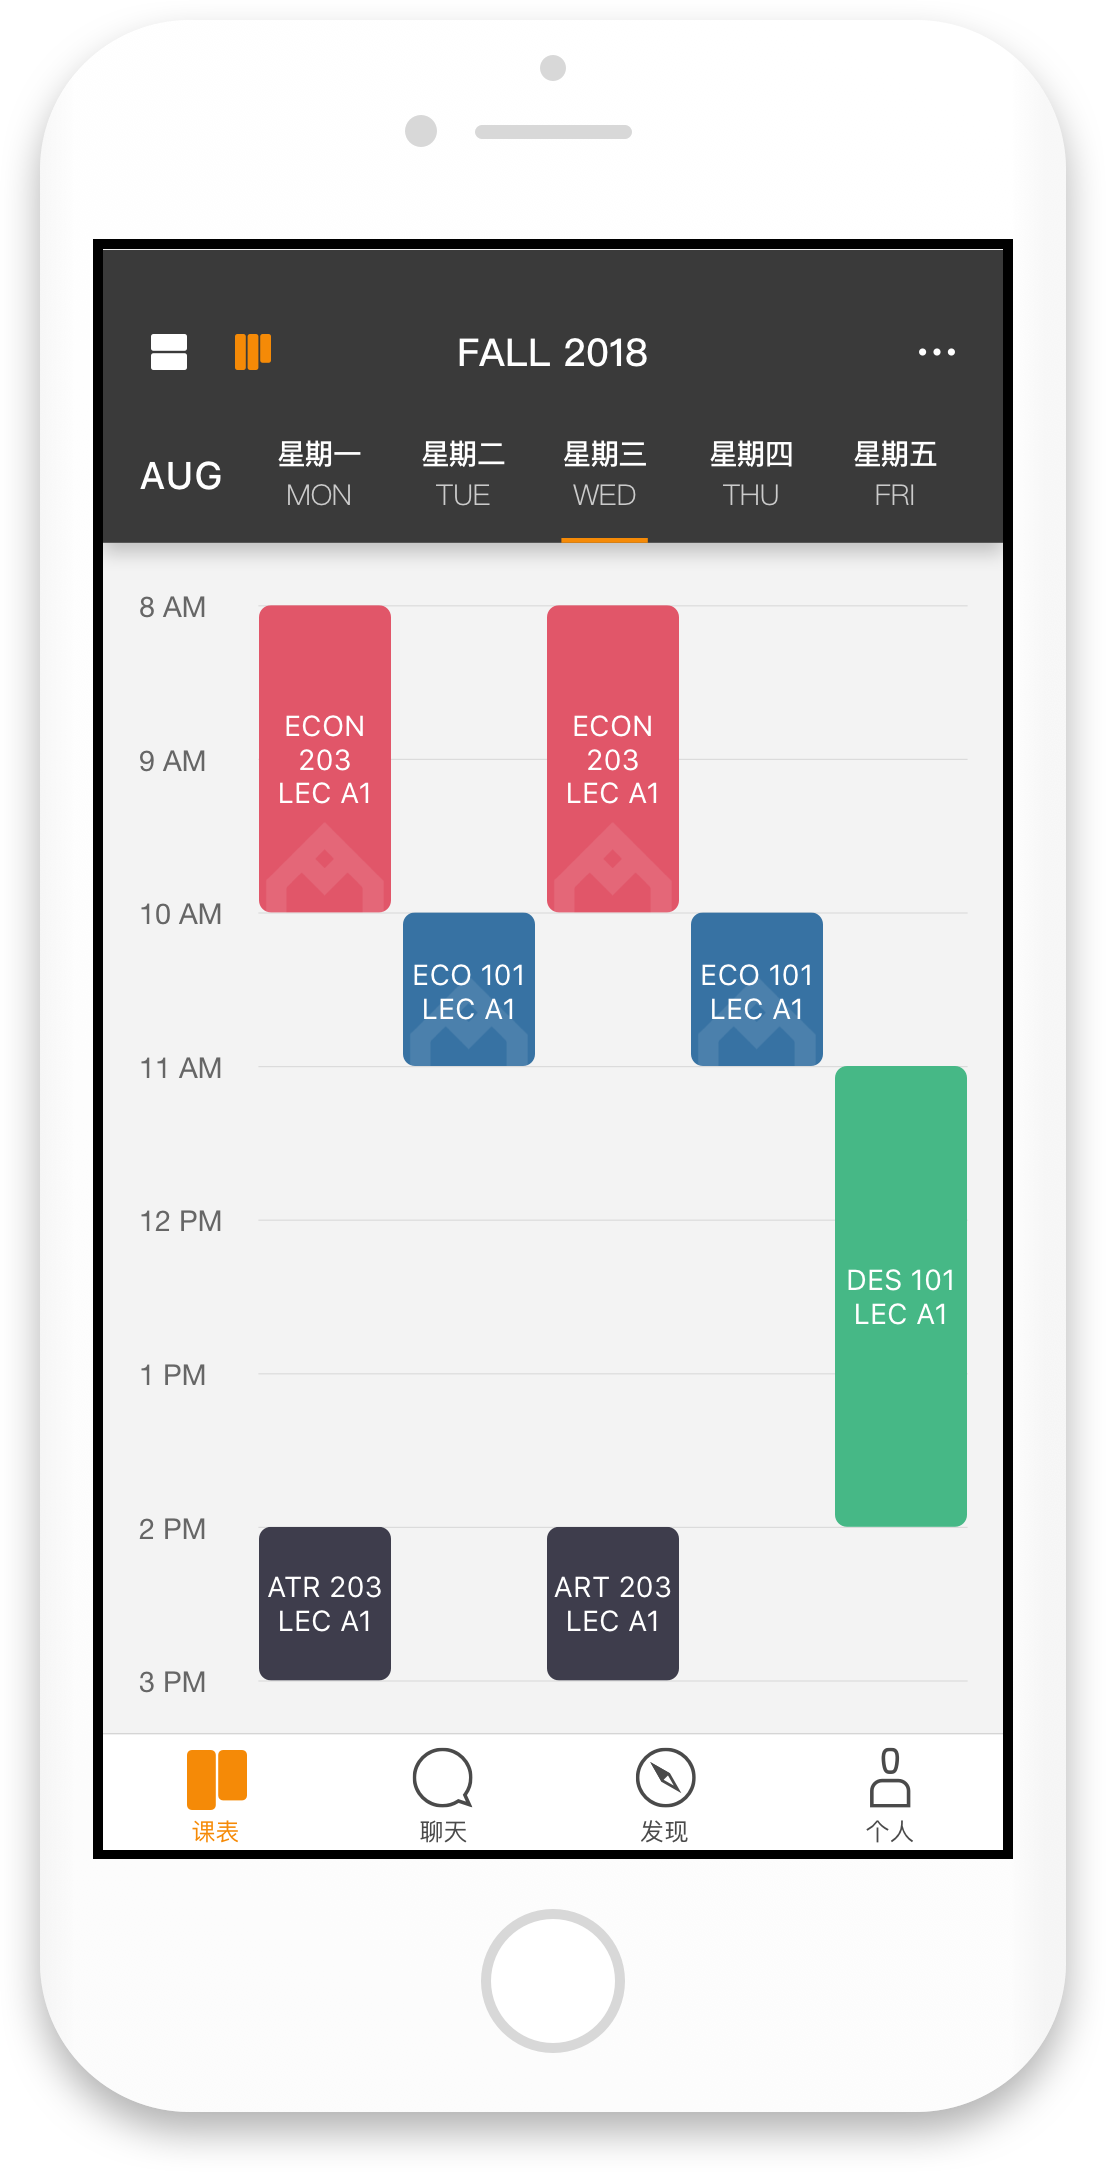 FALL 2018
AUG
星期一
MON
星期二
TUE
星期三
WED
星期四
THU
星期五
FRI
8 AM
ECON
203
LEC A1
ECON
203
LEC A1
9 AM
10 AM
ECO 101
LEC A1
ECO 101
LEC A1
11 AM
DES 101
LEC A1
12 PM
1 PM
2 PM
ATR 203
LEC A1
ART 203
LEC A1
3 PM
课表
聊天
发现
个人